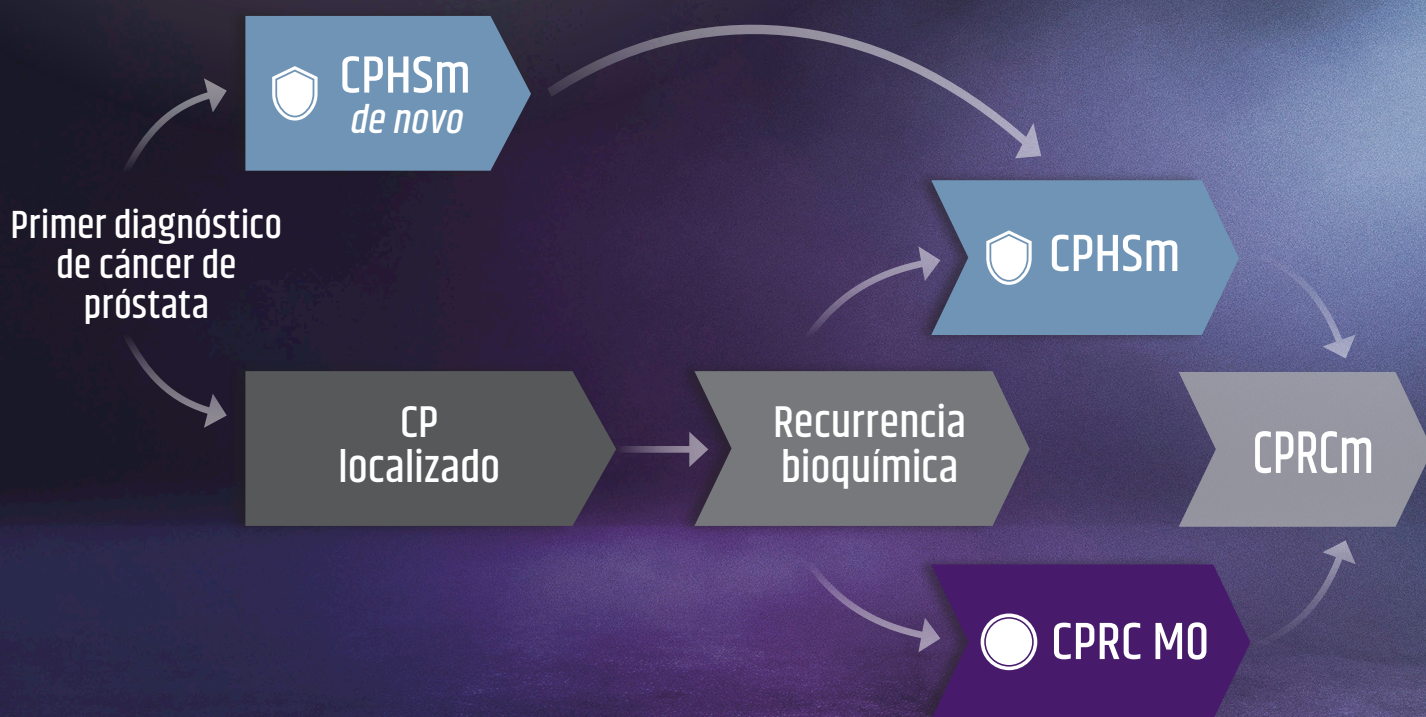 CPHSm
de novo
Primer diagnóstico
de cáncer de
próstata
CPHSm
CP
localizado
Recurrencia
bioquímica
CPRCm
CPRC M0